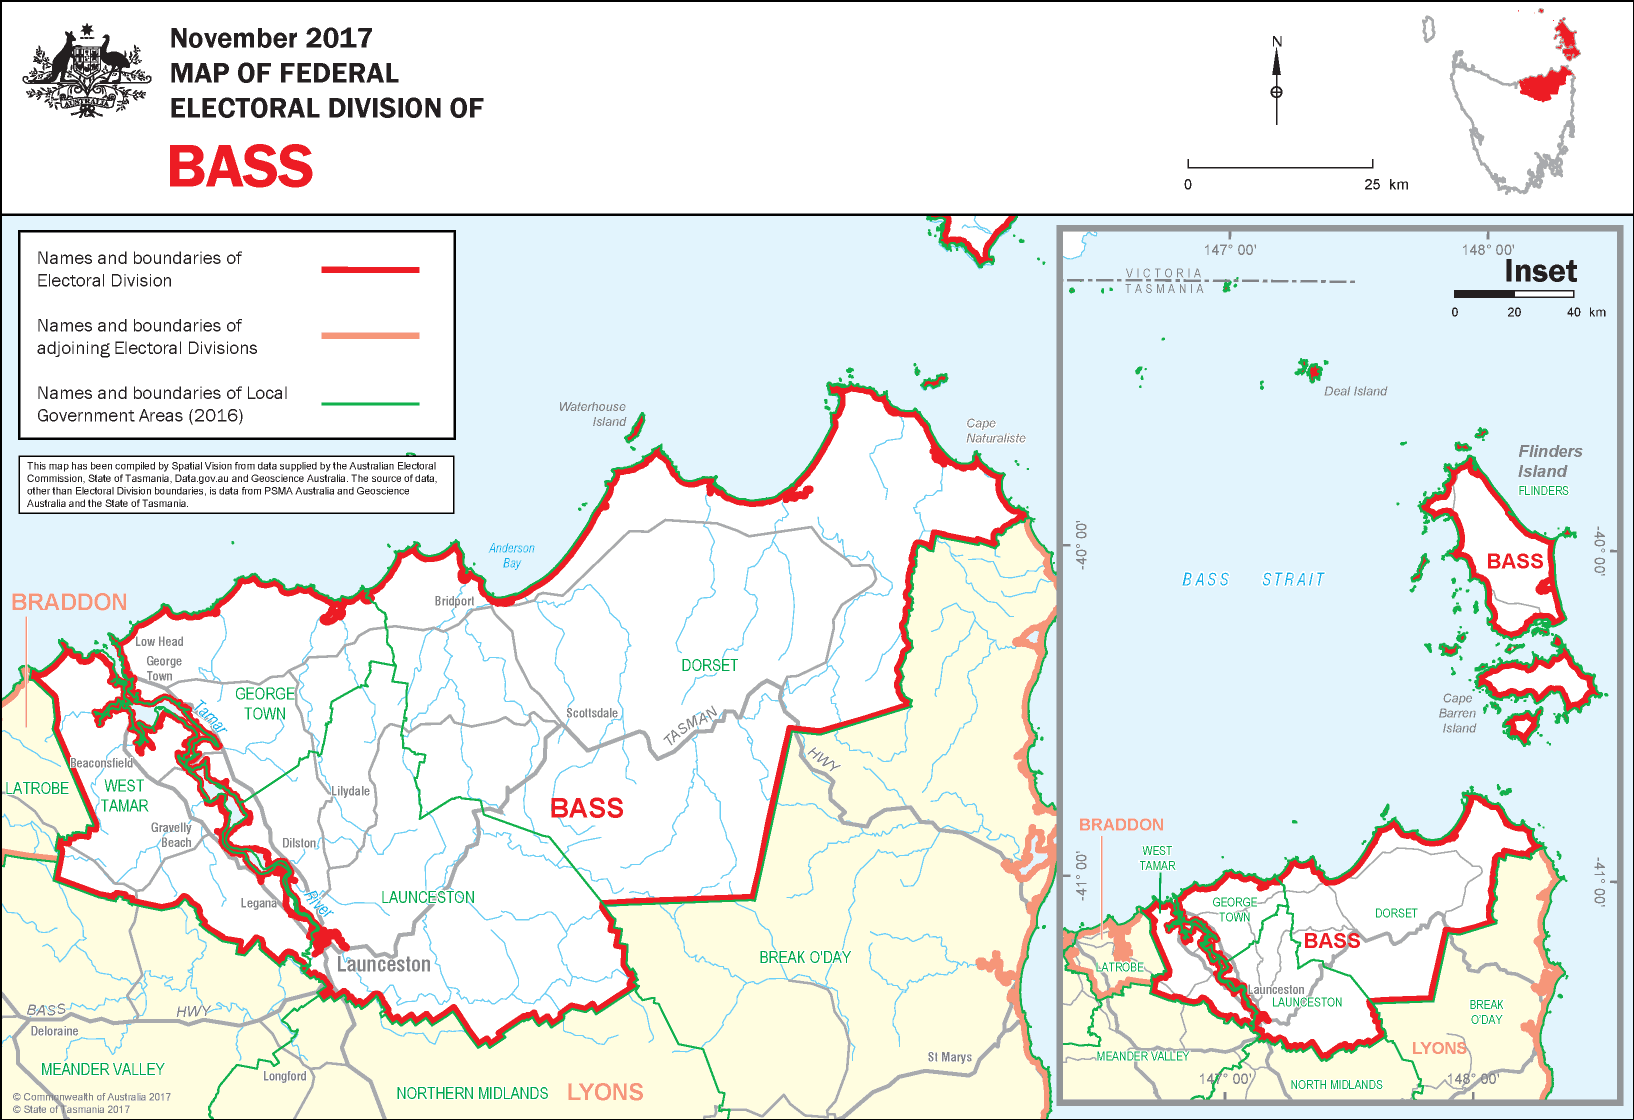 November 2017
MAP OF FEDERAL
ELECTORAL DIVISION OF
BASS
AUSTRALIA
N
0 25 km
Names and boundaries of
Electoral Division
Names and boundaries of
adjoining Electoral Divisions
Names and boundaries of Local
Government Areas (2016)
This map has been compiled by Spatial Vision from data supplied by the Australian Electoral
Commission, State of Tasmania, Data.gov.au and Geoscience Australia. The source of data,
other than Electoral Division boundaries, is data from PSMA Australia and Geoscience
Australia and the State of Tasmania.
Waterhouse
Island
Cape
Naturaliste
Anderson
Bay
BRADDON
Bridport
Low Head
George
Town
GEORGE
TOWN
DORSET
Tamar
Scottsdale
TASMAN
HWY
Beaconsfield
LATROBE
WEST
TAMAR
Lilydale
BASS
Gravelly
Beach
Dilston
LAUNCESTON
Legana
River
Launceston
BREAK O'DAY
BASS
HWY
Deloraine
MEANDER VALLEY
Longford
NORTHERN MIDLANDS
LYONS
St Marys
© Commonwealth of Australia 2017
© State of Tasmania 2017
147° 00'
148° 00'
Inset
0 20 40 km
VICTORIA
TASMANIA
Deal Island
Flinders
Island
FLINDERS
-40° 00'
-40° 00'
BASS
BASS STRAIT
Cape
Barren
Island
BRADDON
WEST
TAMAR
-41° 00'
-41° 00'
GEORGE
TOWN
DORSET
BASS
LATROBE
Launceston
LAUNCESTON
BREAK
O'DAY
MEANDER VALLEY
LYONS
147° 00'
148° 00'
NORTH MIDLANDS